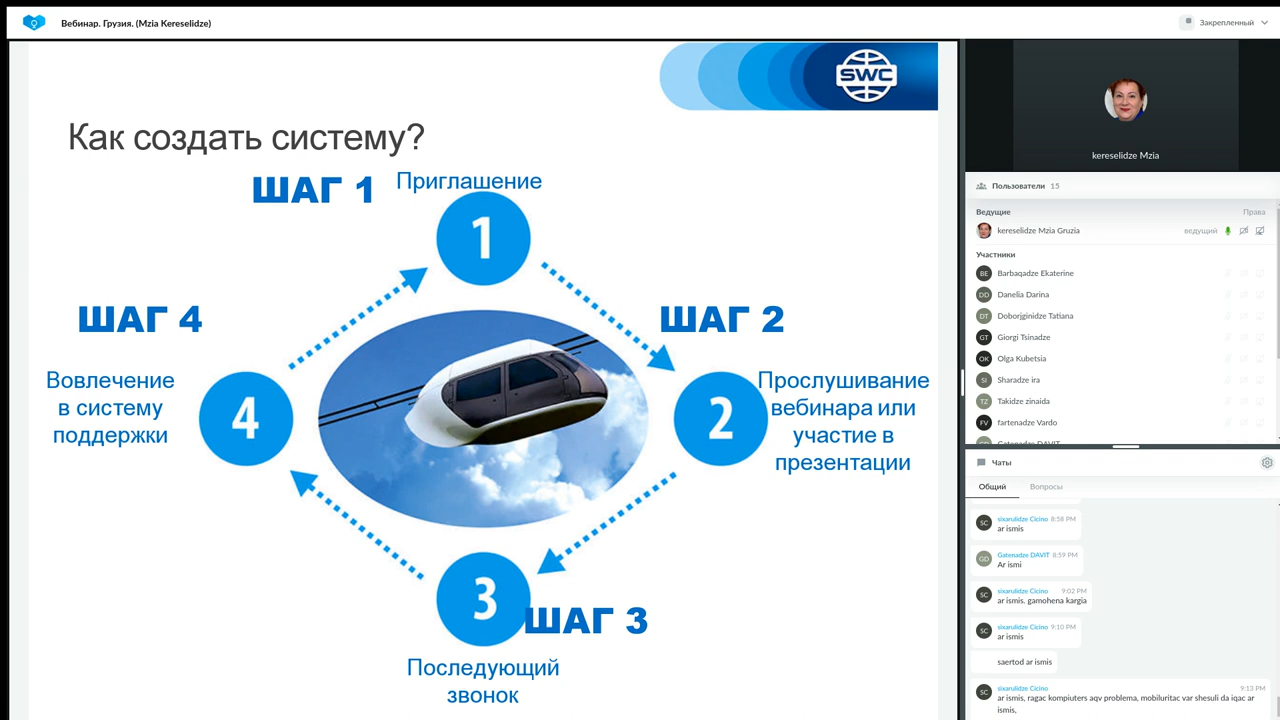 Вебинар. Грузия. (Mzia Kereselidze)
Закрепленный
SWC
Как создать систему?
ШАГ 1
Приглашение
1
ШАГ 4
ШАГ 2
Вовлечение
в систему
поддержки
4
2
Прослушивание
вебинара или
участие в
презентации
3
ШАГ 3
Последующий
звонок
kereselidze Mzia
Пользователи 15
Ведущие Права
kereselidze Mzia Gruzia ведущий
Участники
BE Barbaqadze Ekaterine
DD Danelia Darina
DT Doborjginidze Tatiana
GT Giorgi Tsinadze
OK Olga Kubetsia
SI Sharadze ira
TZ Takidze zinaida
FV fartenadze Vardo
GD Gatenadze DAVIT
Чаты
Общий Вопросы
SC sixarulidze Cicino 8:58 PM
ar ismis
GD Gatenadze DAVIT 8:59 PM
Ar ismi
SC sixarulidze Cicino 9:02 PM
ar ismis. gamohena kargia
SC sixarulidze Cicino 9:10 PM
ar ismis
saertod ar ismis
SC sixarulidze Cicino 9:13 PM
ar ismis, ragac kompiuters aqv problema, mobiluritac var shesuli da iqac ar
ismis,